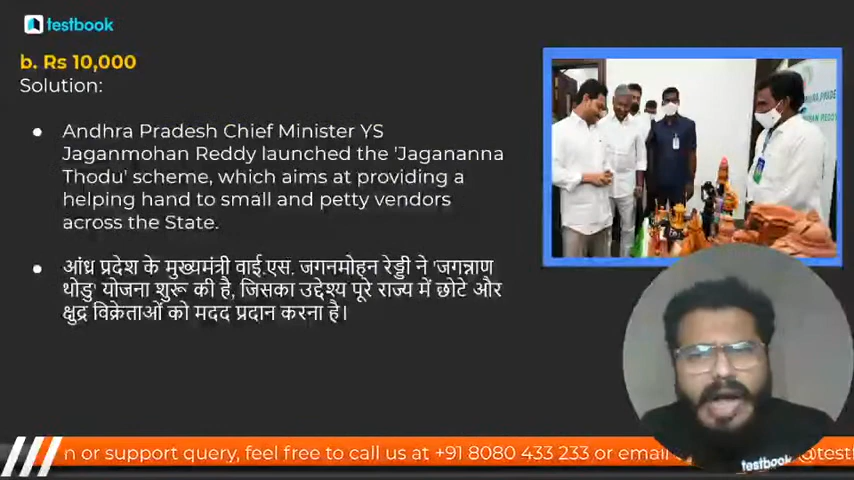 testbook
b. Rs 10,000
Solution:
● Andhra Pradesh Chief Minister YS
Jaganmohan Reddy launched the 'Jagananna
Thodu' scheme, which aims at providing a
helping hand to small and petty vendors
across the State.
● आंध्र प्रदेश के मुख्यमंत्री वाई.एस. जगनमोहन रेड्डी ने 'जगन्नाण
थोडु' योजना शुरू की है, जिसका उद्देश्य पूरे राज्य में छोटे और
क्षुद्र विक्रेताओं को मदद प्रदान करना है।
n or support query, feel free to call us at +91 8080 433 233 or email
testbook